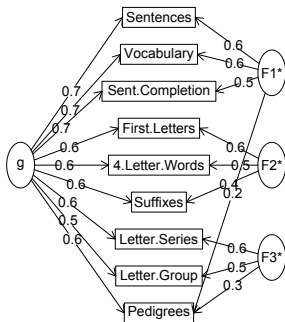 Sentences
0.6
Vocabulary
0.6
F1*
0.7
0.5
0.7
Sent.Completion
0.7
First.Letters
0.6
0.6
g
0.6
4.Letter.Words
0.5
F2*
0.6
0.4
Suffixes
0.2
0.6
Letter.Series
0.6
0.5
F3*
0.6
Letter.Group
0.5
0.3
Pedigrees